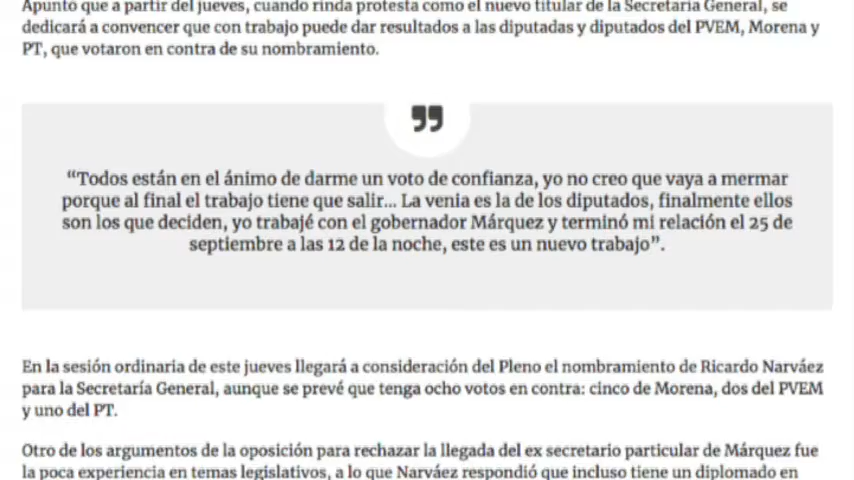 Apuntó que a partir del jueves, cuando rinda protesta como el nuevo titular de la Secretaría General, se
dedicará a convencer que con trabajo puede dar resultados a las diputadas y diputados del PVEM, Morena y
PT, que votaron en contra de su nombramiento.
”
“Todos están en el ánimo de darme un voto de confianza, yo no creo que vaya a mermar
porque al final el trabajo tiene que salir... La venia es la de los diputados, finalmente ellos
son los que deciden, yo trabajé con el gobernador Márquez y terminó mi relación el 25 de
septiembre a las 12 de la noche, este es un nuevo trabajo”.
En la sesión ordinaria de este jueves llegará a consideración del Pleno el nombramiento de Ricardo Narváez
para la Secretaría General, aunque se prevé que tenga ocho votos en contra: cinco de Morena, dos del PVEM
y uno del PT.
Otro de los argumentos de la oposición para rechazar la llegada del ex secretario particular de Márquez fue
la poca experiencia en temas legislativos, a lo que Narváez respondió que incluso tiene un diplomado en